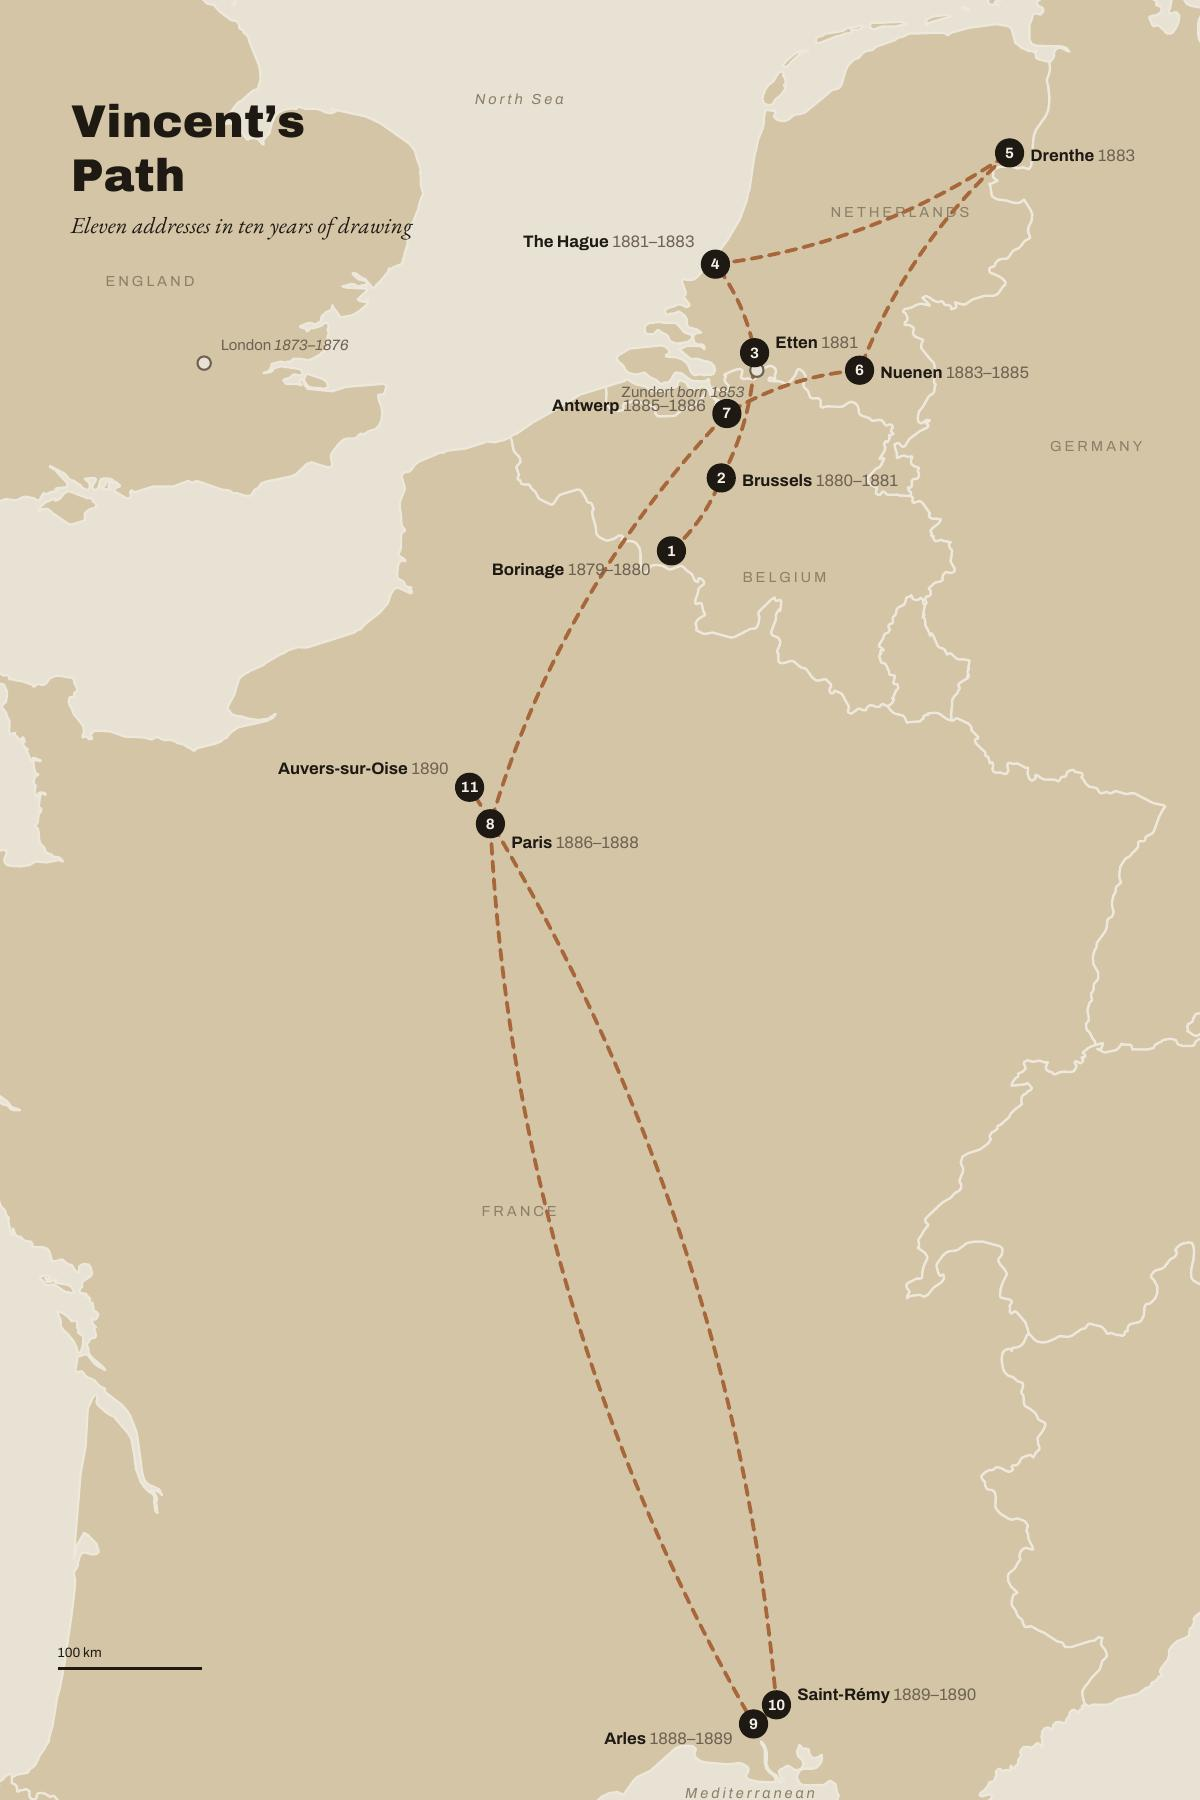 Vincent’s
Path
Eleven addresses in ten years of drawing
North Sea
5 Drenthe 1883
NETHERLANDS
The Hague 1881–1883
4
ENGLAND
London 1873–1876
Etten 1881
3
6 Nuenen 1883–1885
Zundert born 1853
Antwerp 1885–1886 7
GERMANY
2 Brussels 1880–1881
1
Borinage 1879–1880
BELGIUM
Auvers-sur-Oise 1890
11
8
Paris 1886–1888
FRANCE
100 km
Saint-Rémy 1889–1890
10
9
Arles 1888–1889
Mediterranean